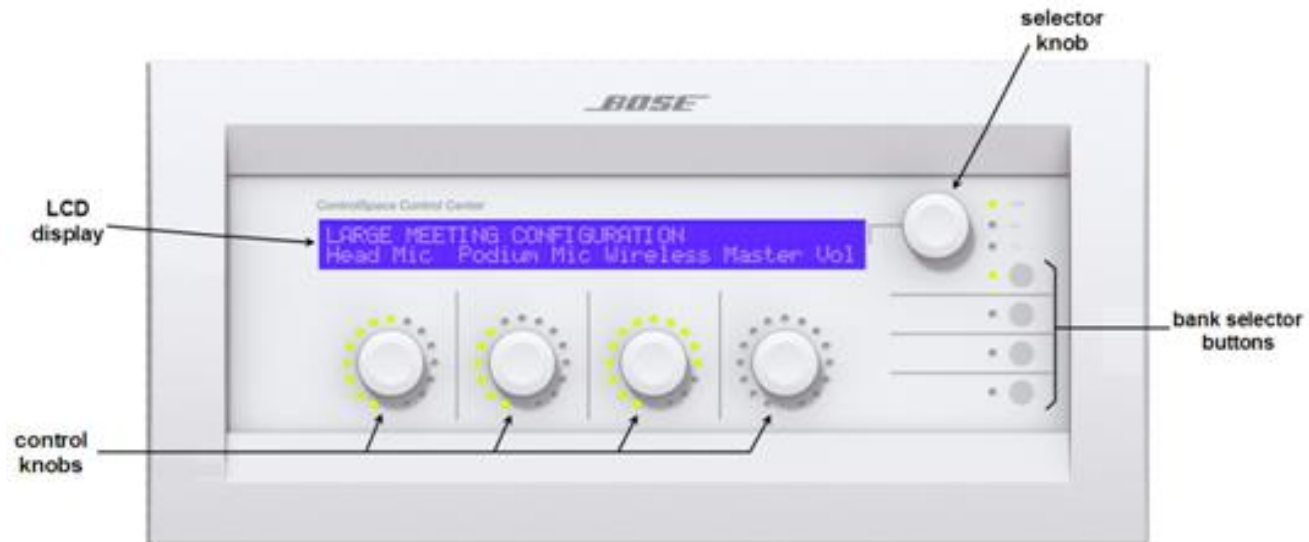 selector
knob
BOSE
LCD
display
ControlSpace Control Center
LARGE MEETING CONFIGURATION
Head Mic Podium Mic Wireless Master Vol
bank selector
buttons
control
knobs